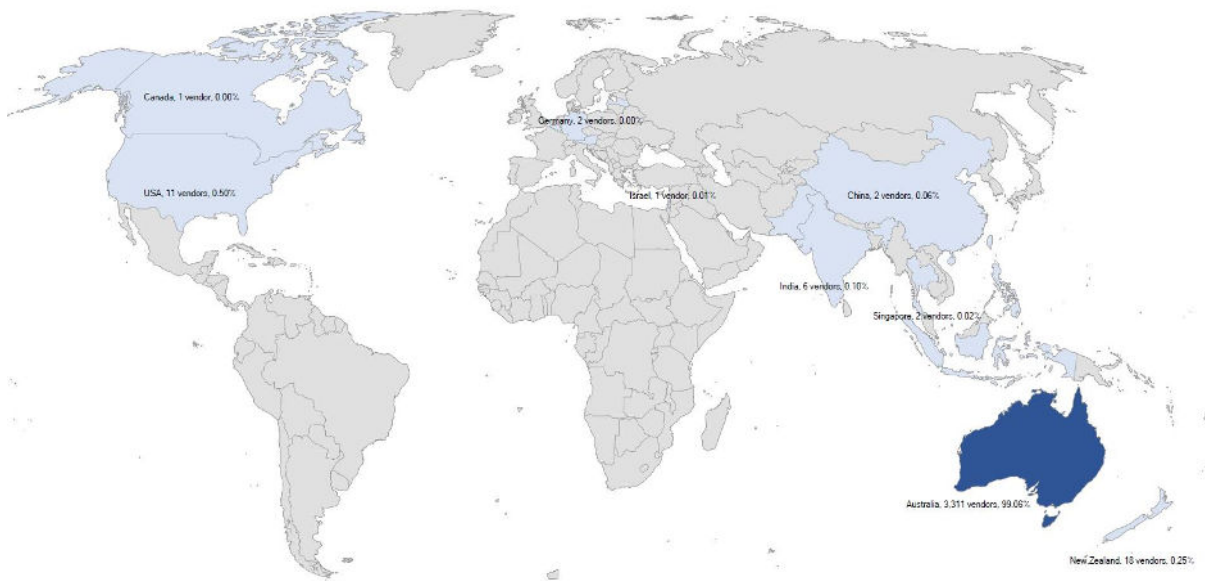 Canada, 1 vendor, 0.00%
Germany, 2 vendors, 0.00%
USA, 11 vendors, 0.50%
Israel, 1 vendor, 0.01%
China, 2 vendors, 0.06%
India, 6 vendors, 0.10%
Singapore, 2 vendors, 0.02%
Australia, 3,311 vendors, 99.06%
New Zealand, 18 vendors, 0.25%